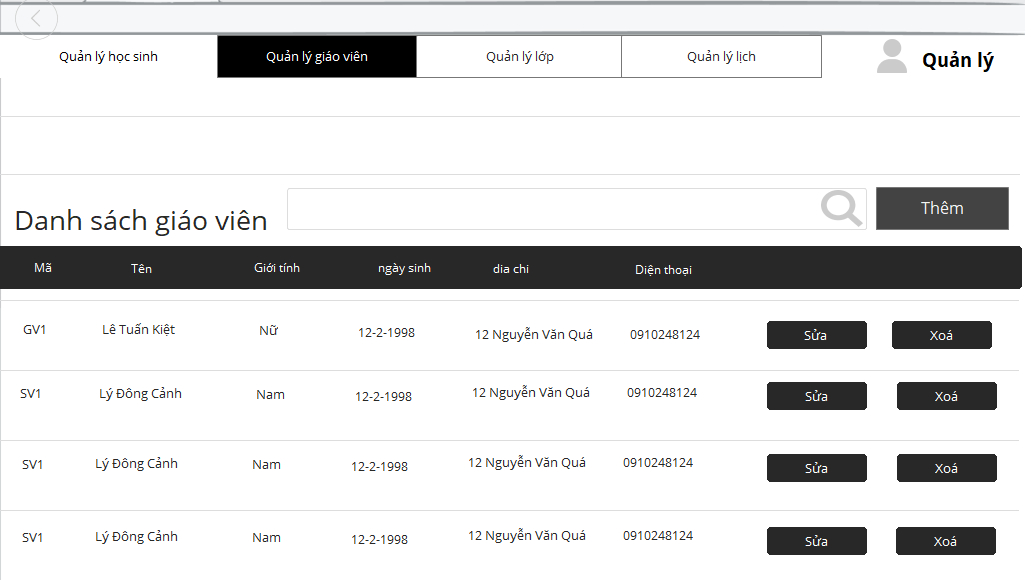 Quản lý học sinh Quản lý giáo viên Quản lý lớp Quản lý lịch Quản lý
Danh sách giáo viên Thêm
Mã Tên Giới tính ngày sinh dia chi Diện thoại
GV1 Lê Tuấn Kiệt Nữ 12-2-1998 12 Nguyễn Văn Quá 0910248124 Sửa Xoá
SV1 Lý Đông Cảnh Nam 12-2-1998 12 Nguyễn Văn Quá 0910248124 Sửa Xoá
SV1 Lý Đông Cảnh Nam 12-2-1998 12 Nguyễn Văn Quá 0910248124 Sửa Xoá
SV1 Lý Đông Cảnh Nam 12-2-1998 12 Nguyễn Văn Quá 0910248124 Sửa Xoá